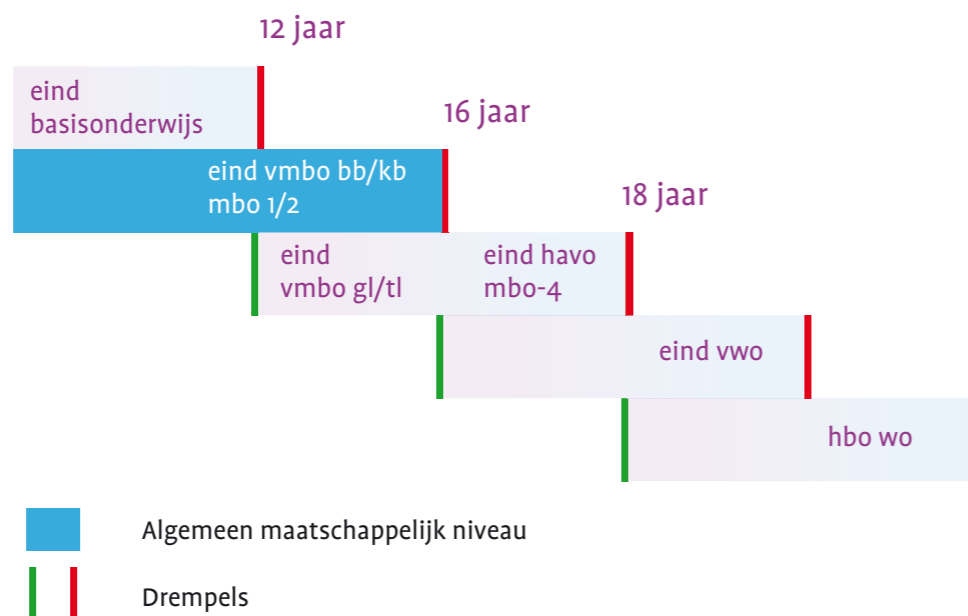 12 jaar
eind
basisonderwijs
16 jaar
eind vmbo bb/kb
mbo 1/2
18 jaar
eind
vmbo gl/tl
eind havo
mbo-4
eind vwo
hbo wo
Algemeen maatschappelijk niveau
Drempels